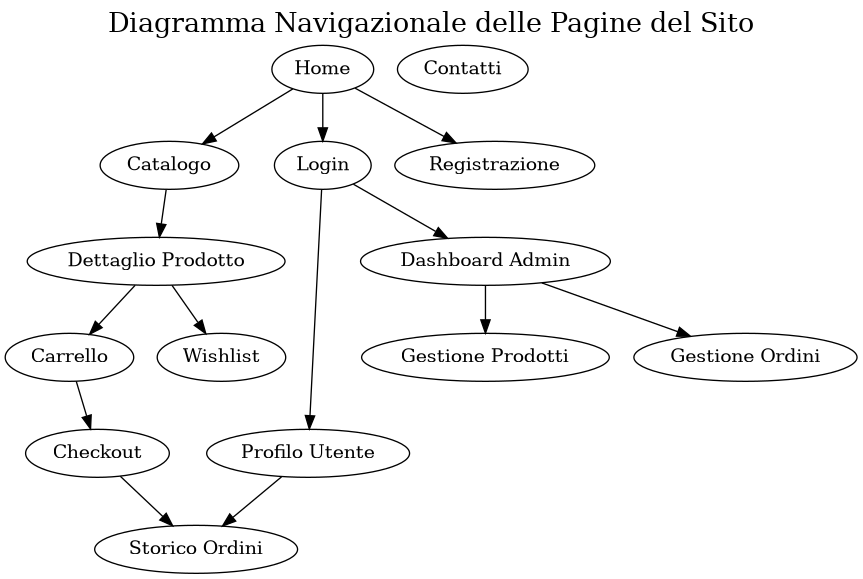 Diagramma Navigazionale delle Pagine del Sito
Home
Contatti
Catalogo
Login
Registrazione
Dettaglio Prodotto
Dashboard Admin
Carrello
Wishlist
Gestione Prodotti
Gestione Ordini
Checkout
Profilo Utente
Storico Ordini